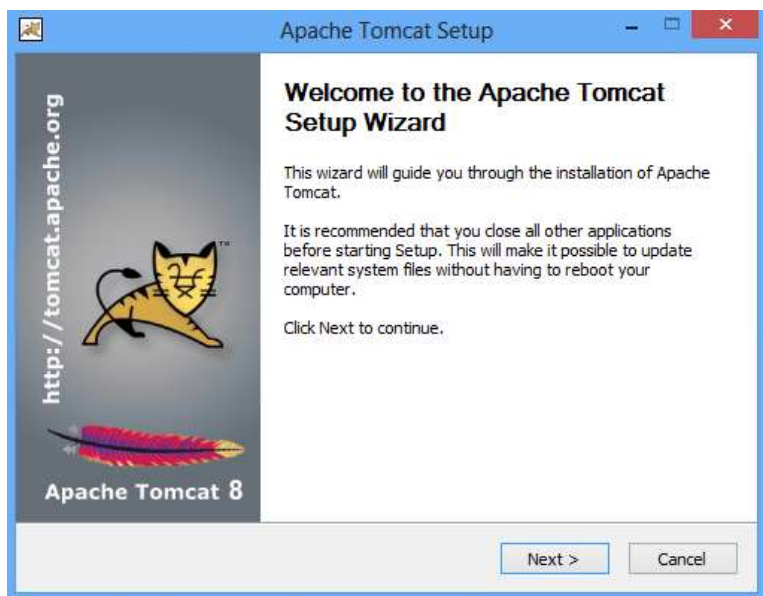 Apache Tomcat Setup
http://tomcat.apache.org
Apache Tomcat 8
Welcome to the Apache Tomcat
Setup Wizard
This wizard will guide you through the installation of Apache
Tomcat.
It is recommended that you close all other applications
before starting Setup. This will make it possible to update
relevant system files without having to reboot your
computer.
Click Next to continue.
Next >
Cancel